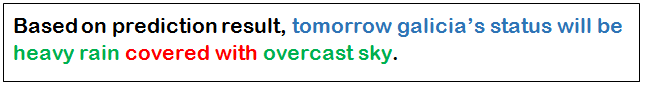 Based on prediction result, tomorrow galicia's status will be
heavy rain covered with overcast sky.